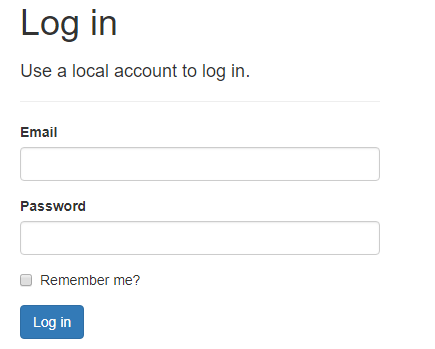 Log in
Use a local account to log in.
Email
Password
Remember me?
Log in